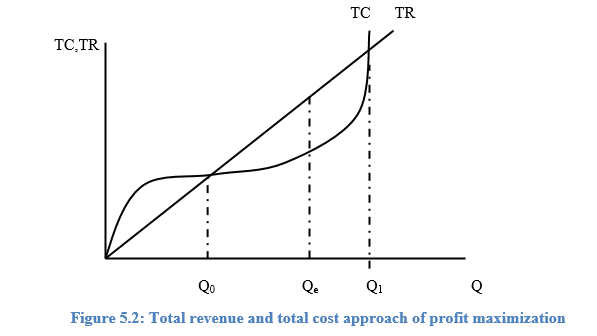 TC TR
TC,TR
Q0 Qe Q1 Q
Figure 5.2: Total revenue and total cost approach of profit maximization